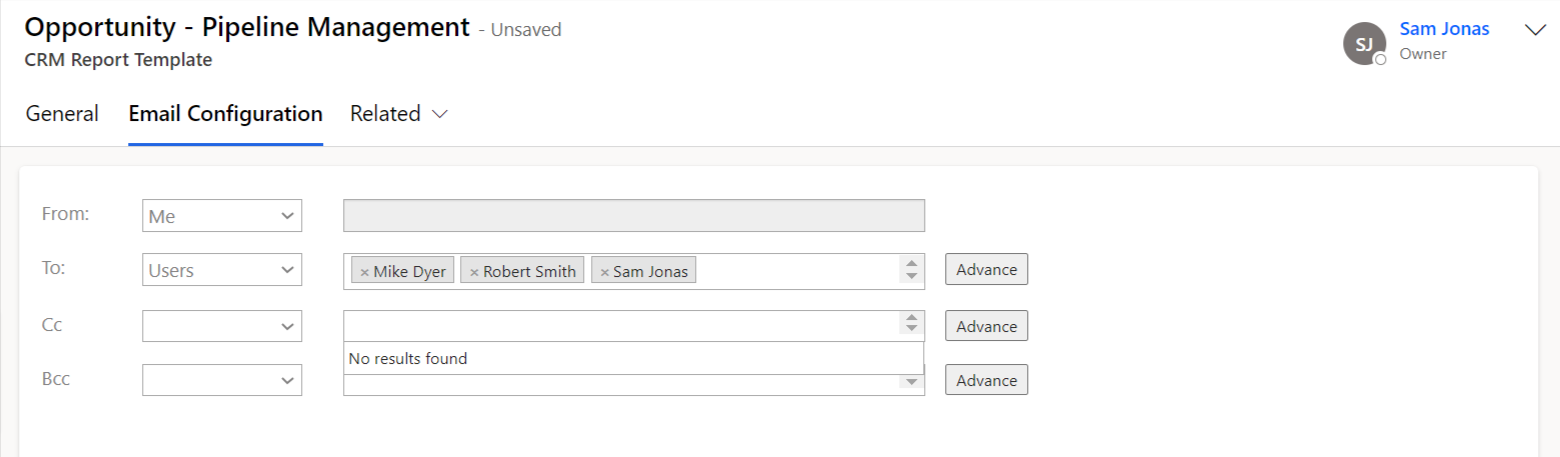 Opportunity - Pipeline Management - Unsaved
CRM Report Template
SJ
Sam Jonas
Owner
General Email Configuration Related
From: Me
To: Users × Mike Dyer × Robert Smith × Sam Jonas Advance
Cc Advance
No results found
Bcc Advance